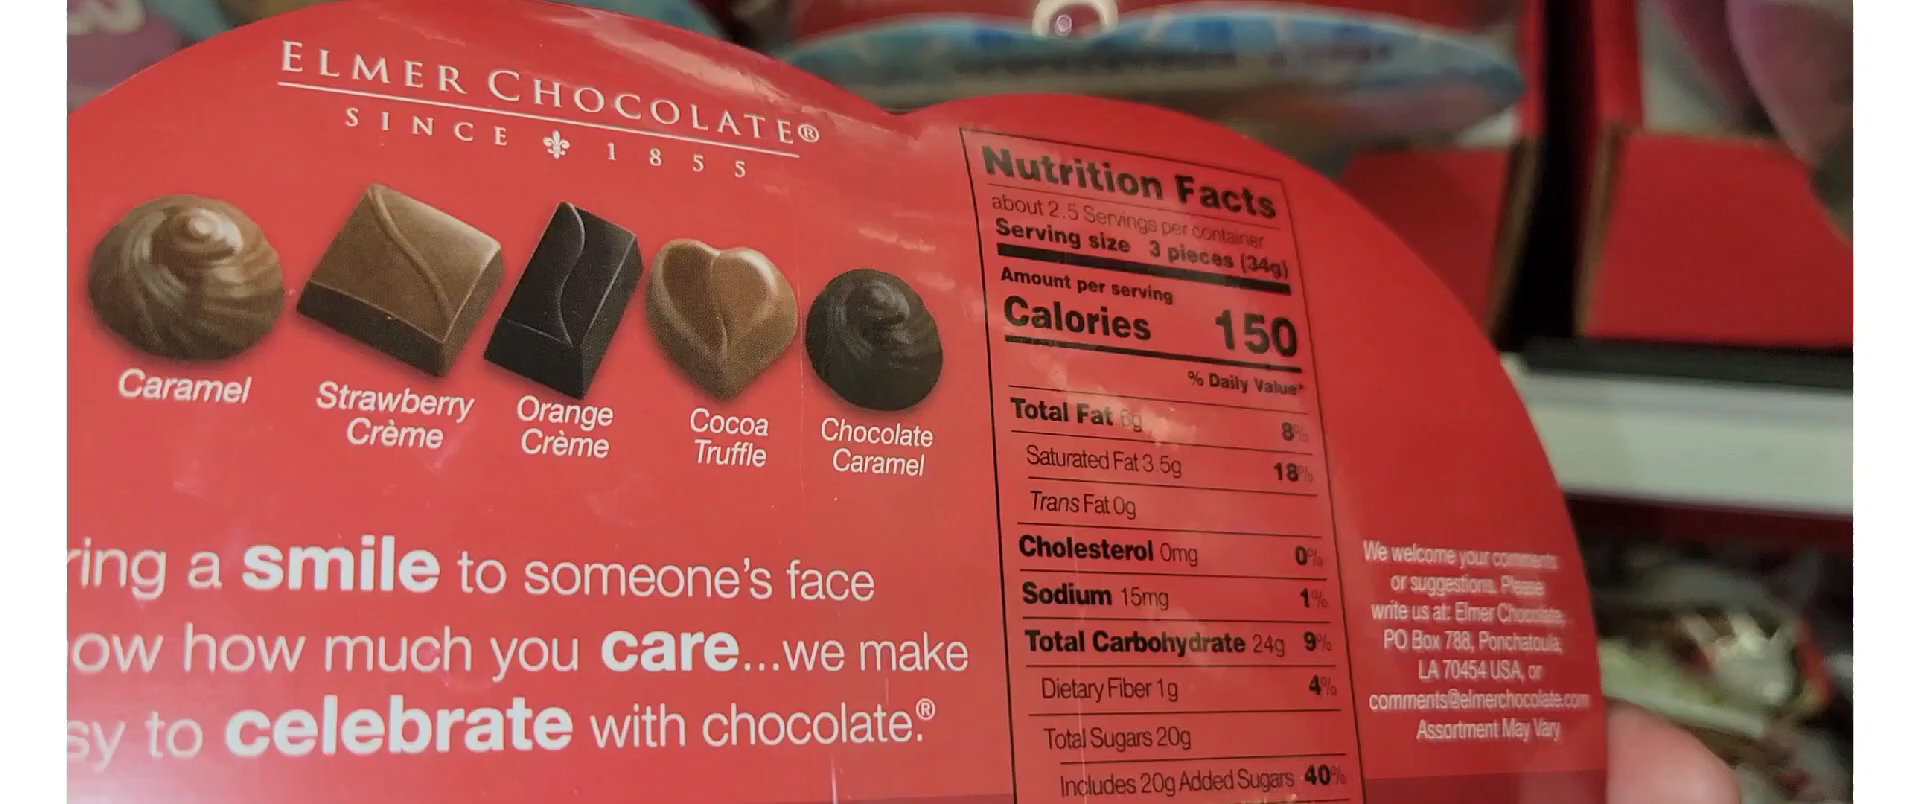 ELMER CHOCOLATE®
SINCE ⚜ 1855
Caramel
Strawberry
Crème
Orange
Crème
Cocoa
Truffle
Chocolate
Caramel
ring a smile to someone's face
ow how much you care...we make
sy to celebrate with chocolate.®
Nutrition Facts
about 2.5 Servings per container
Serving size 3 pieces (34g)
Amount per serving
Calories 150
% Daily Value*
Total Fat 6g 8%
Saturated Fat 3.5g 18%
Trans Fat 0g
Cholesterol 0mg 0%
Sodium 15mg 1%
Total Carbohydrate 24g 9%
Dietary Fiber 1g 4%
Total Sugars 20g
Includes 20g Added Sugars 40%
We welcome your comments
or suggestions. Please
write us at: Elmer Chocolate,
PO Box 788, Ponchatoula,
LA 70454 USA, or
comments@elmerchocolate.com
Assortment May Vary